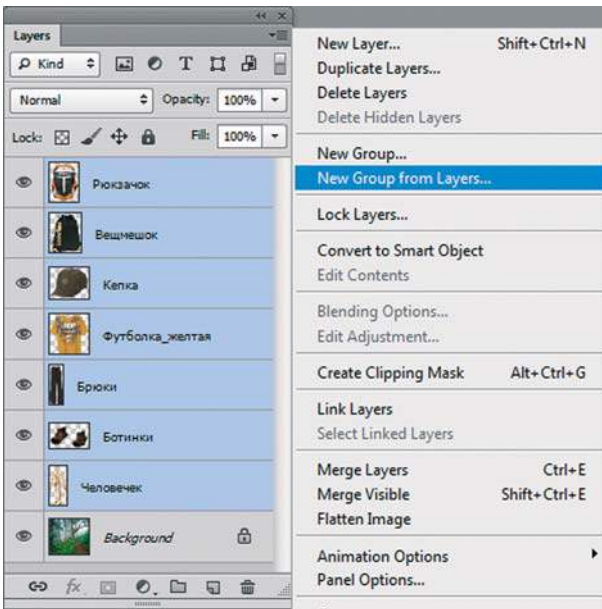 Layers
Kind
Normal
Opacity: 100%
Lock:
Fill: 100%
Рюкзачок
Вещмешок
Кепка
Футболка_желтая
Брюки
Ботинки
Человечек
Background
fx
New Layer... Shift+Ctrl+N
Duplicate Layers...
Delete Layers
Delete Hidden Layers
New Group...
New Group from Layers...
Lock Layers...
Convert to Smart Object
Edit Contents
Blending Options...
Edit Adjustment...
Create Clipping Mask Alt+Ctrl+G
Link Layers
Select Linked Layers
Merge Layers Ctrl+E
Merge Visible Shift+Ctrl+E
Flatten Image
Animation Options
Panel Options...